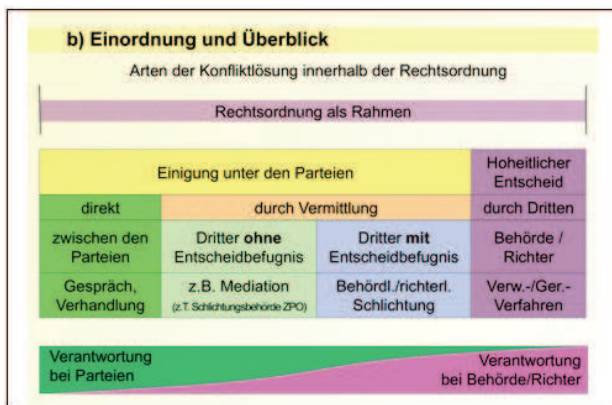 b) Einordnung und Überblick
Arten der Konfliktlösung innerhalb der Rechtsordnung
Rechtsordnung als Rahmen
Einigung unter den Parteien
Hoheitlicher
Entscheid
direkt
durch Vermittlung
durch Dritten
zwischen den
Parteien
Dritter ohne
Entscheidbefugnis
Dritter mit
Entscheidbefugnis
Behörde /
Richter
Gespräch,
Verhandlung
z.B. Mediation
(z.T. Schlichtungsbehörde ZPO)
Behördl./richterl.
Schlichtung
Verw.-/Ger.-
Verfahren
Verantwortung
bei Parteien
Verantwortung
bei Behörde/Richter